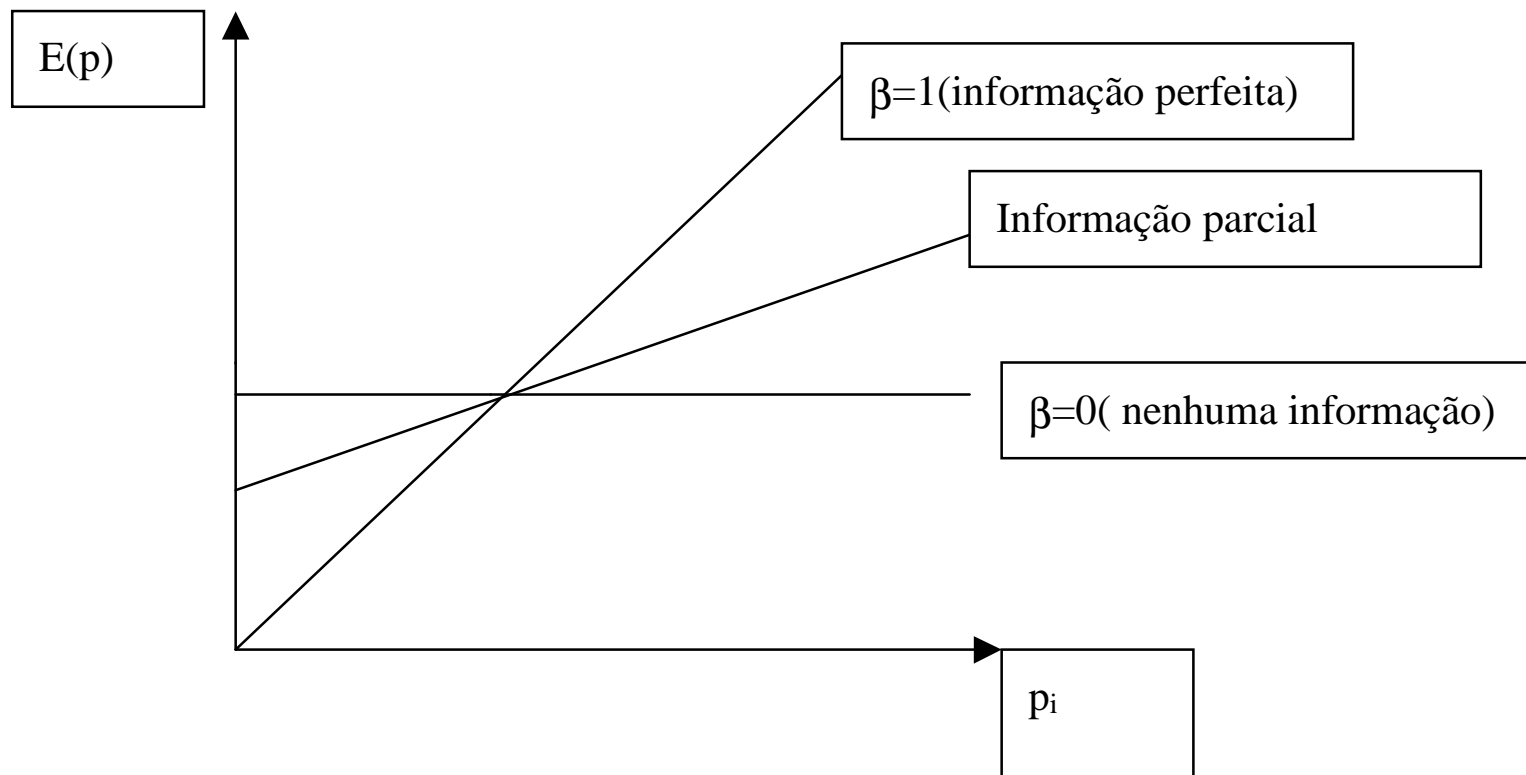 E(p)
β=1(informação perfeita)
Informação parcial
β=0( nenhuma informação)
pi